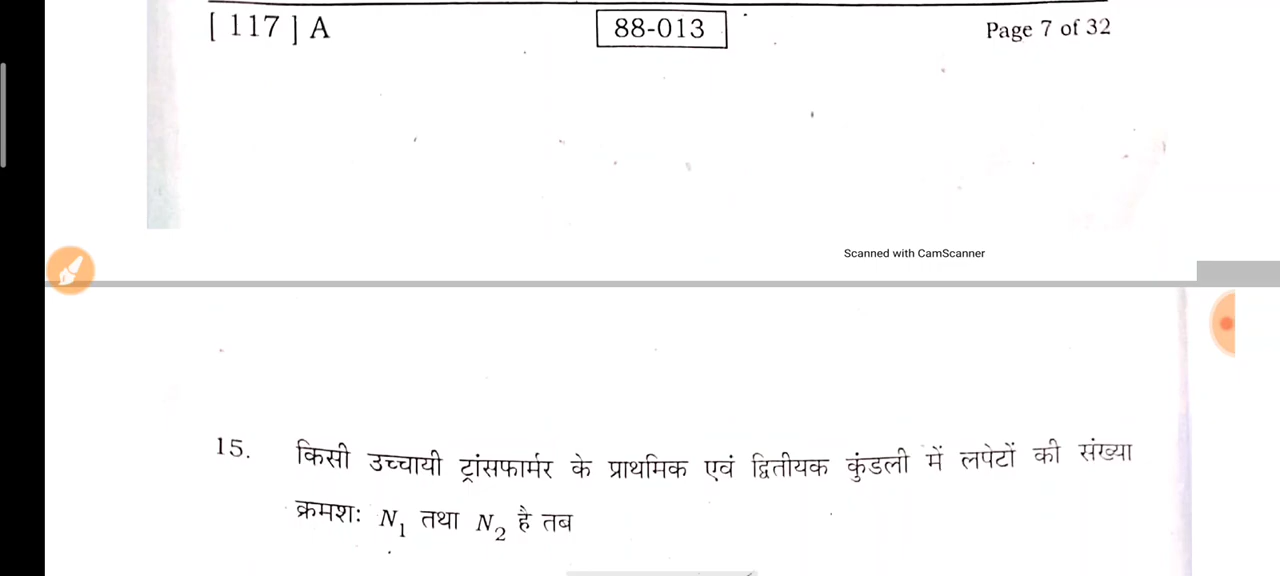 [ 117 ] A 88-013 Page 7 of 32
Scanned with CamScanner
15. किसी उच्चायी ट्रांसफार्मर के प्राथमिक एवं द्वितीयक कुंडली में लपेटों की संख्या
क्रमशः N₁ तथा N₂ है तब